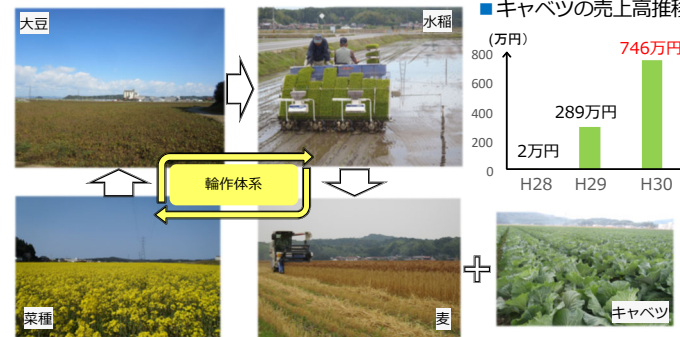 大豆
水稲
輪作体系
菜種
麦
キャベツ
■キャベツの売上高推移
(万円)
800
600
400
200
0
2万円
289万円
746万円
H28
H29
H30